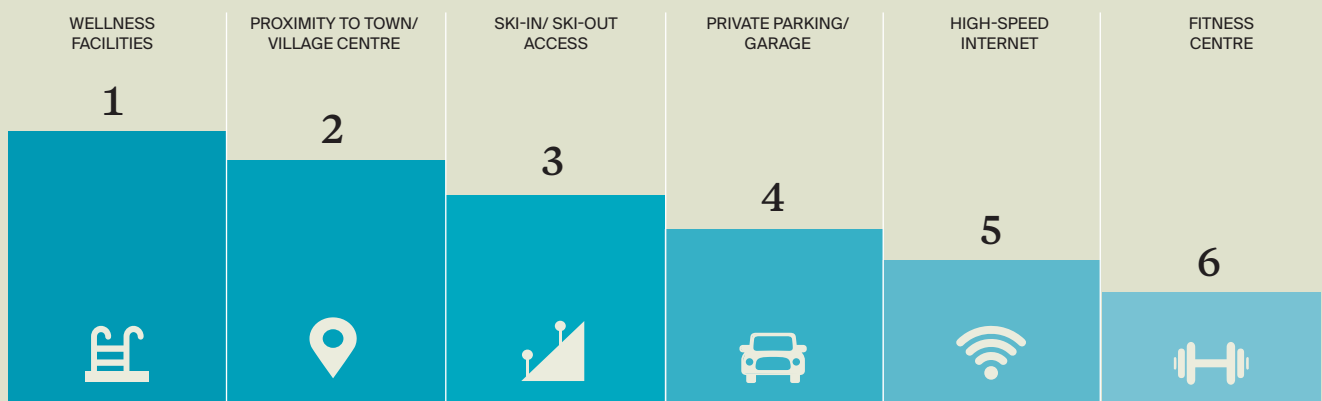 WELLNESS
FACILITIES
PROXIMITY TO TOWN/
VILLAGE CENTRE
SKI-IN/ SKI-OUT
ACCESS
PRIVATE PARKING/
GARAGE
HIGH-SPEED
INTERNET
FITNESS
CENTRE
1
2
3
4
5
6